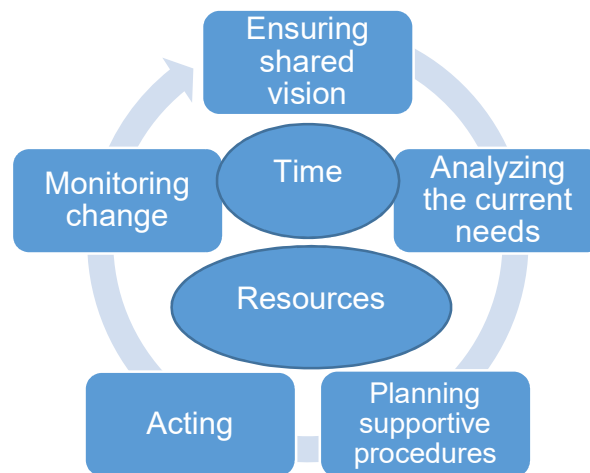 Ensuring
shared
vision
Time
Monitoring
change
Analyzing
the current
needs
Resources
Acting
Planning
supportive
procedures